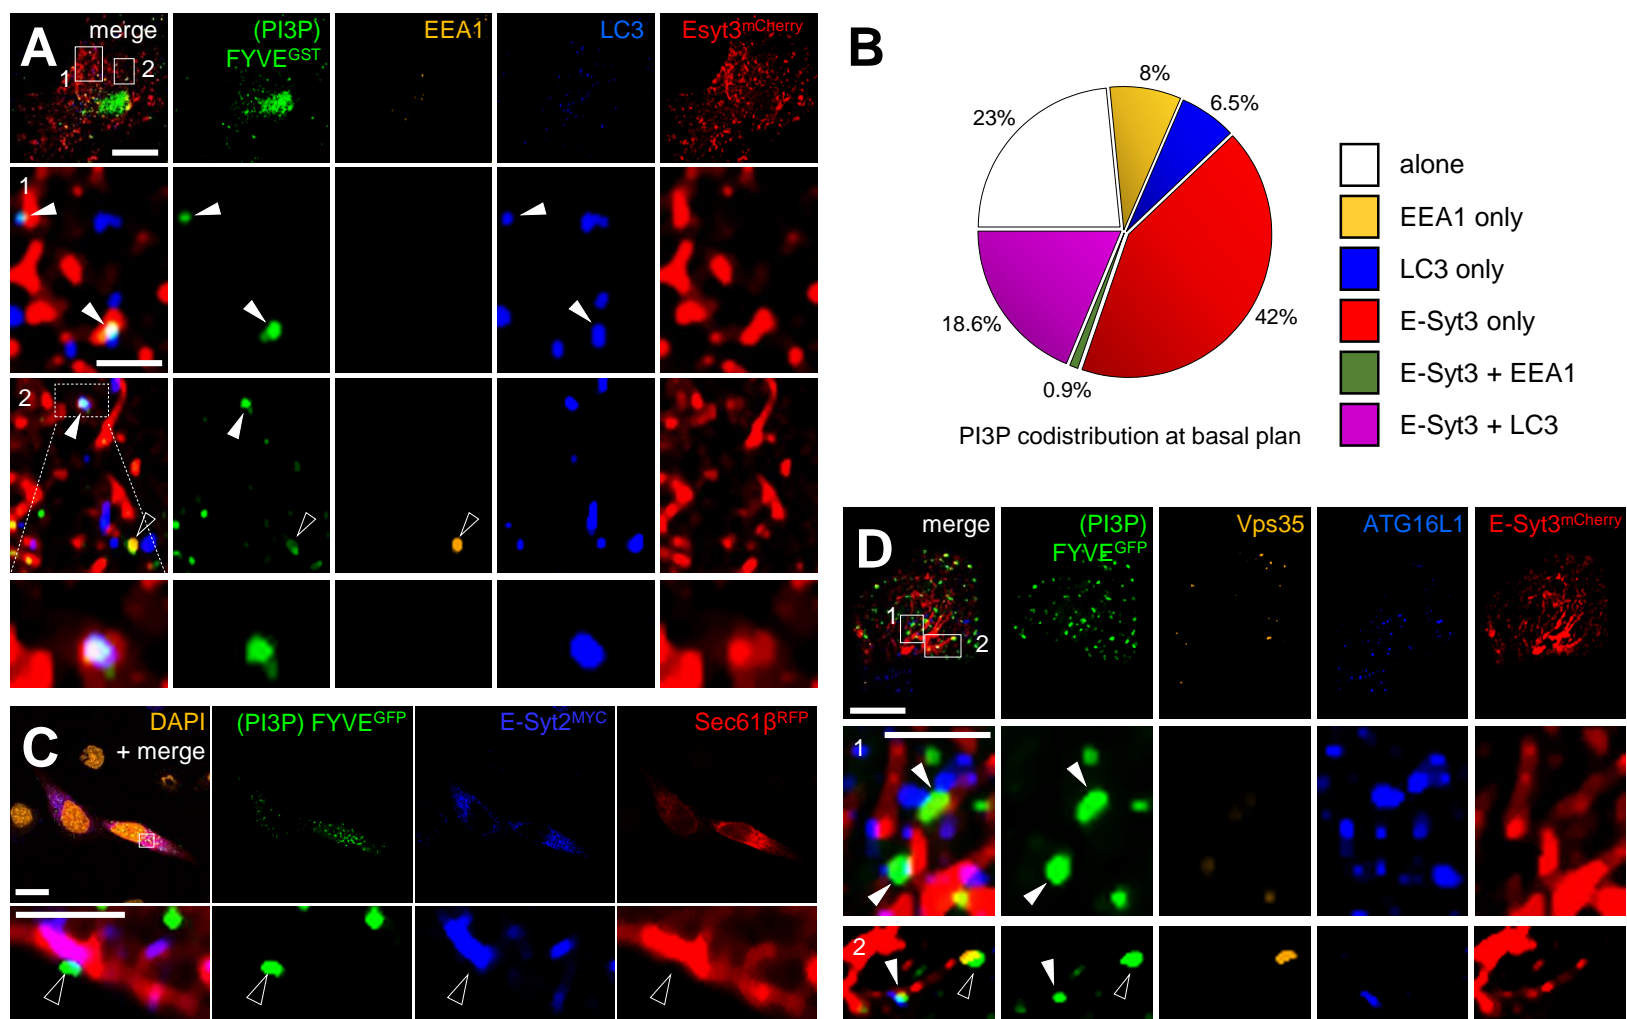 A
merge
1
2
(PI3P)
FYVEGST
EEA1
LC3
Esyt3mCherry
1
2
B
8%
6.5%
23%
42%
18.6%
0.9%
PI3P codistribution at basal plan
alone
EEA1 only
LC3 only
E-Syt3 only
E-Syt3 + EEA1
E-Syt3 + LC3
C
DAPI
+ merge
(PI3P) FYVEGFP
E-Syt2MYC
Sec61βRFP
D
merge
1
2
(PI3P)
FYVEGFP
Vps35
ATG16L1
E-Syt3mCherry
1
2